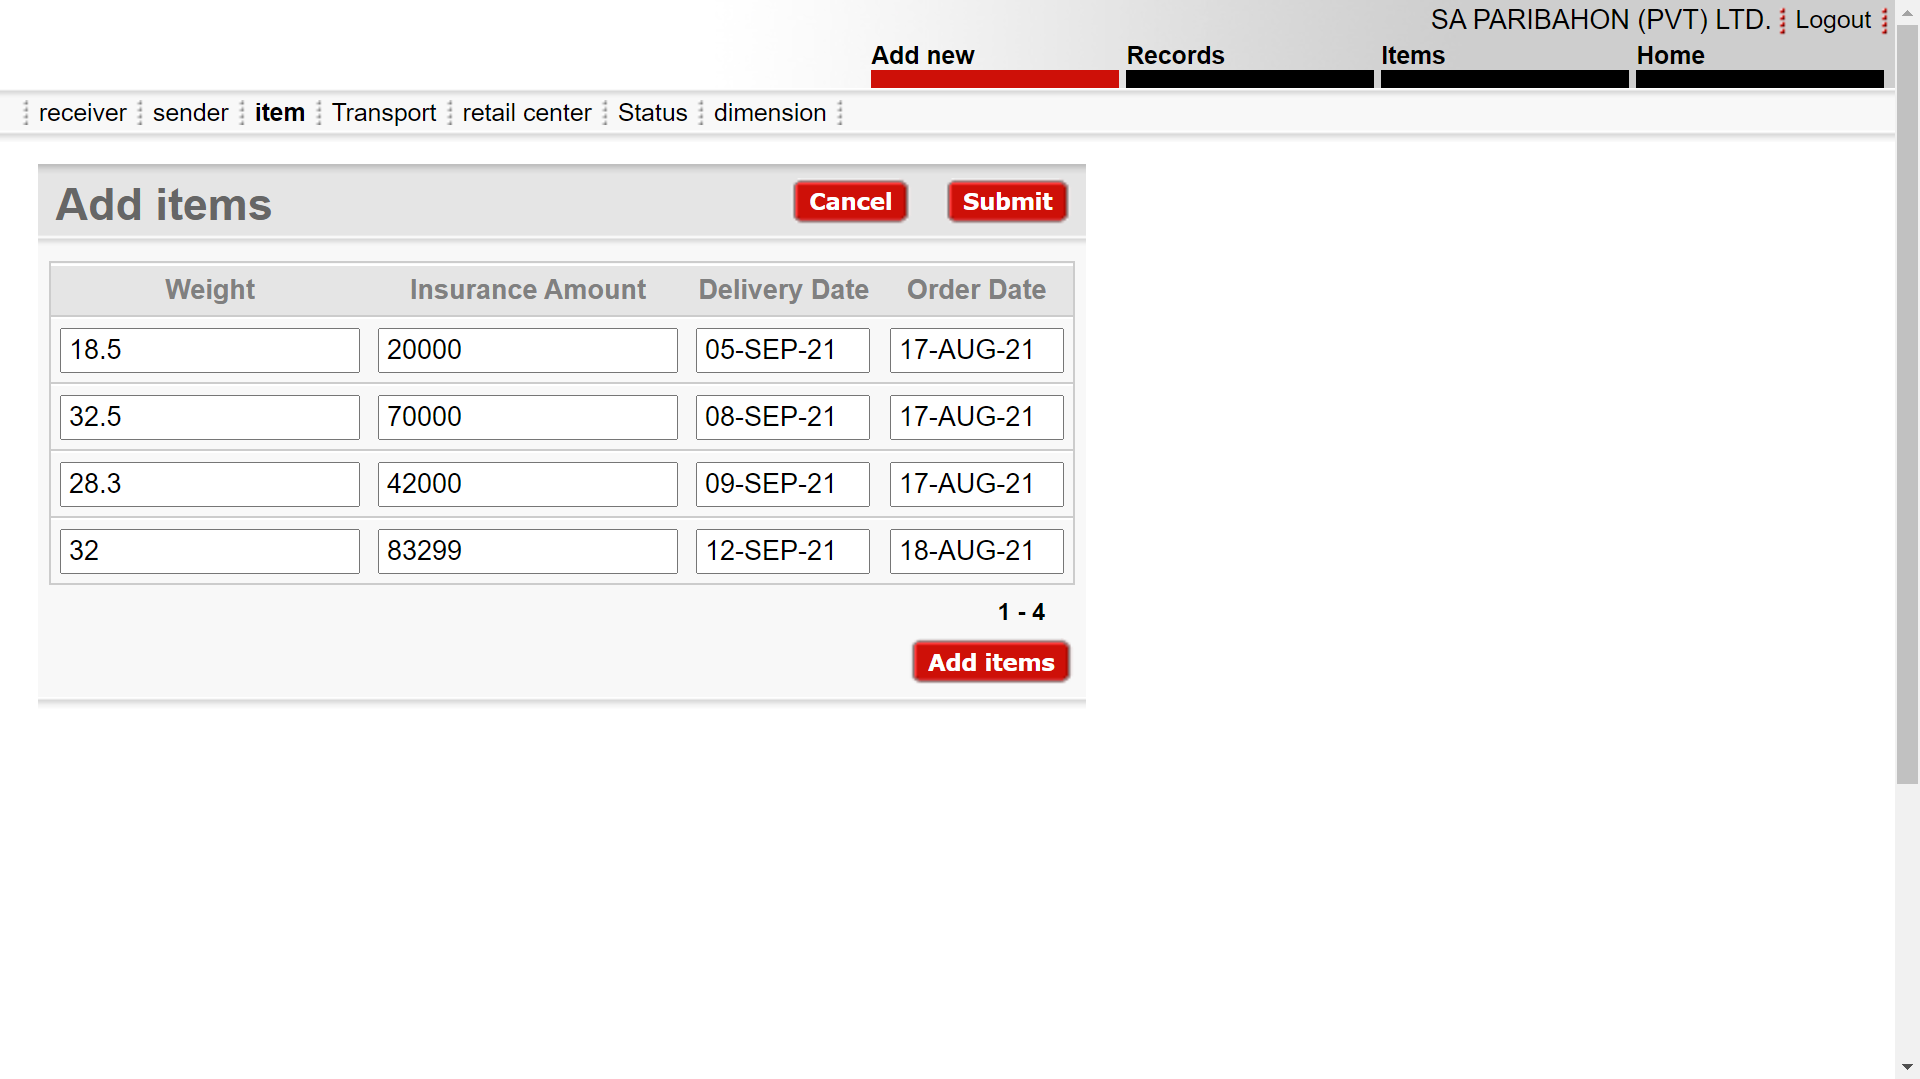 SA PARIBAHON (PVT) LTD. Logout
Add new Records Items Home
receiver sender item Transport retail center Status dimension
Add items Cancel Submit
Weight Insurance Amount Delivery Date Order Date
18.5 20000 05-SEP-21 17-AUG-21
32.5 70000 08-SEP-21 17-AUG-21
28.3 42000 09-SEP-21 17-AUG-21
32 83299 12-SEP-21 18-AUG-21
1 - 4
Add items